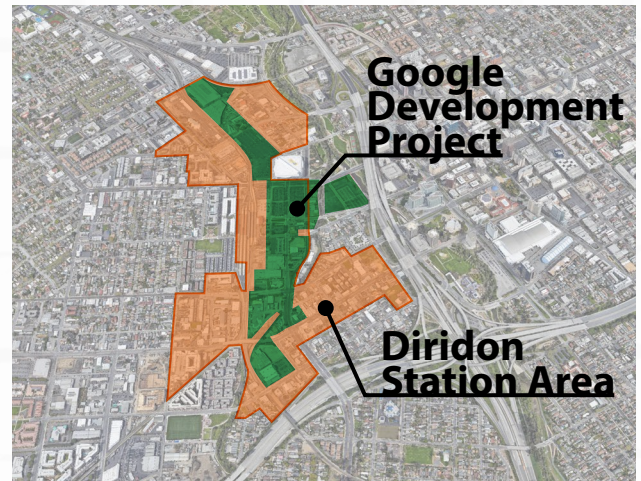 Google
Development
Project
Diridon
Station Area